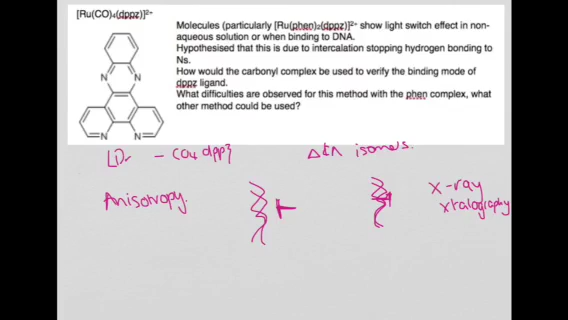 [Ru(CO)4(dppz)]2+
Molecules (particularly [Ru(phen)2(dppz)]2+ show light switch effect in non-
aqueous solution or when binding to DNA.
Hypothesised that this is due to intercalation stopping hydrogen bonding to
Ns.
How would the carbonyl complex be used to verify the binding mode of
dppz ligand.
What difficulties are observed for this method with the phen complex, what
other method could be used?
N
N
N
N
LDr - CO4 dppz
Δ & Λ isomers.
Anisotropy.
X-ray
xtalography